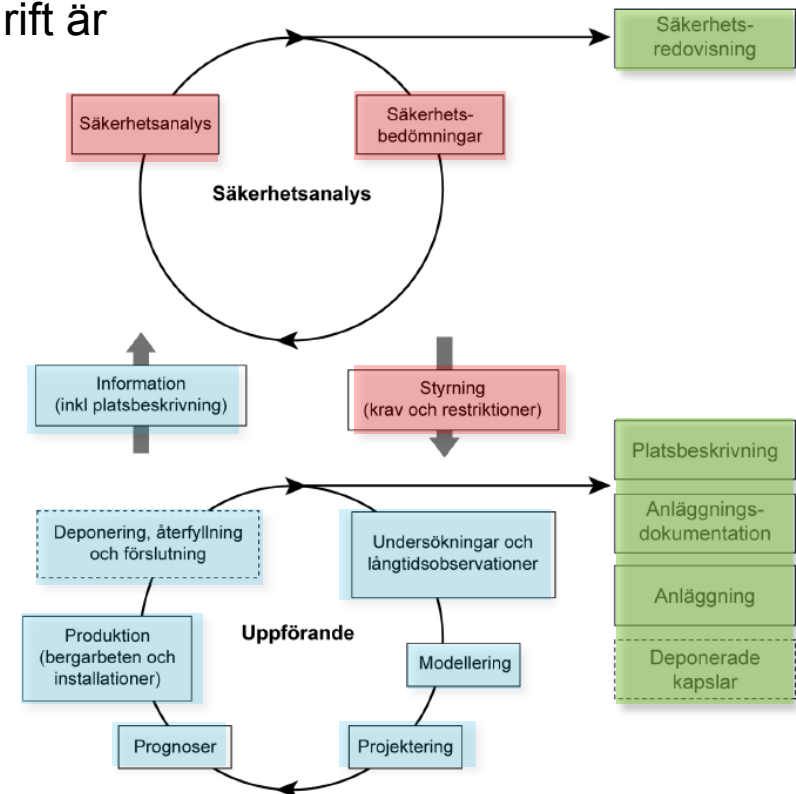 rift är
Säkerhets-
redovisning
Säkerhetsanalys
Säkerhets-
bedömningar
Säkerhetsanalys
Information
(inkl platsbeskrivning)
Styrning
(krav och restriktioner)
Platsbeskrivning
Anläggnings-
dokumentation
Anläggning
Deponerade
kapslar
Deponering, återfyllning
och förslutning
Undersökningar och
långtidsobservationer
Produktion
(bergarbeten och
installationer)
Uppförande
Modellering
Prognoser
Projektering